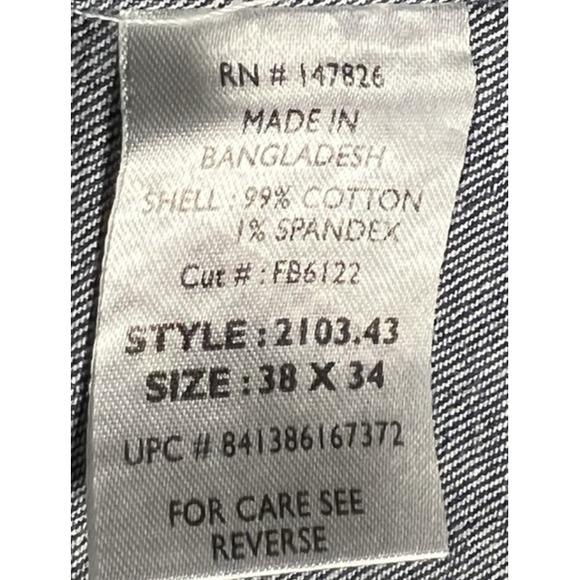 RN # 147826
MADE IN
BANGLADESH
SHELL : 99% COTTON
1% SPANDEX
Cut # : FB6122
STYLE : 2103.43
SIZE : 38 X 34
UPC # 841386167372
FOR CARE SEE
REVERSE